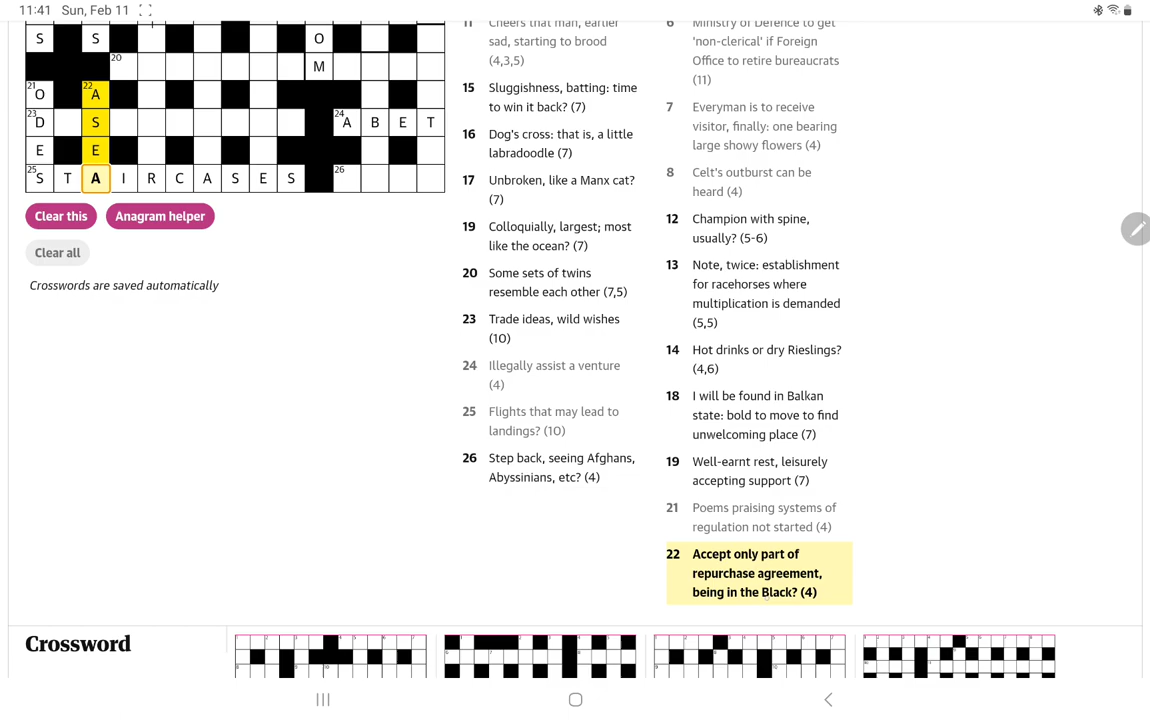 11:41 Sun, Feb 11
S S O
20 M
21 O 22 A
23 D S 24 A B E T
E E
25 S T A I R C A S E S 26
Clear this
Anagram helper
Clear all
Crosswords are saved automatically
11 Cheers that man, earlier
sad, starting to brood
(4,3,5)
15 Sluggishness, batting: time
to win it back? (7)
16 Dog's cross: that is, a little
labradoodle (7)
17 Unbroken, like a Manx cat?
(7)
19 Colloquially, largest; most
like the ocean? (7)
20 Some sets of twins
resemble each other (7,5)
23 Trade ideas, wild wishes
(10)
24 Illegally assist a venture
(4)
25 Flights that may lead to
landings? (10)
26 Step back, seeing Afghans,
Abyssinians, etc? (4)
6 Ministry of Defence to get
'non-clerical' if Foreign
Office to retire bureaucrats
(11)
7 Everyman is to receive
visitor, finally: one bearing
large showy flowers (4)
8 Celt's outburst can be
heard (4)
12 Champion with spine,
usually? (5-6)
13 Note, twice: establishment
for racehorses where
multiplication is demanded
(5,5)
14 Hot drinks or dry Rieslings?
(4,6)
18 I will be found in Balkan
state: bold to move to find
unwelcoming place (7)
19 Well-earnt rest, leisurely
accepting support (7)
21 Poems praising systems of
regulation not started (4)
22 Accept only part of
repurchase agreement,
being in the Black? (4)
Crossword